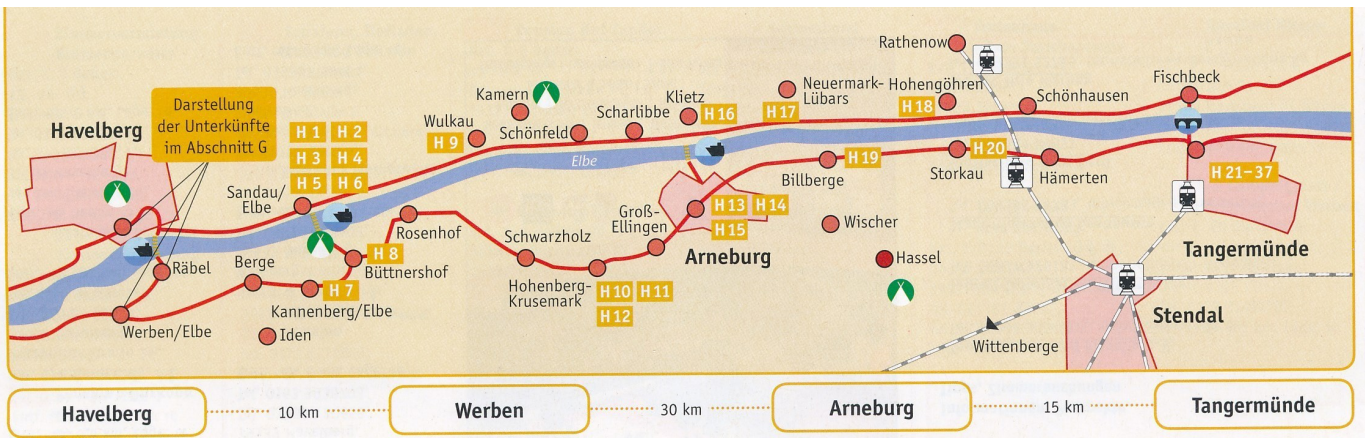 Havelberg
Darstellung
der Unterkünfte
im Abschnitt G
H 1
H 2
H 3
H 4
H 5
H 6
Sandau/
Elbe
Räbel
Werben/Elbe
Berge
Iden
Kannenberg/Elbe
H 7
Büttnershof
H 8
Rosenhof
Wulkau
H 9
Kamern
Schönfeld
Scharlibbe
Klietz
H 16
Elbe
Schwarzholz
Hohenberg-
Krusemark
H 10
H 11
H 12
Groß-
Ellingen
H 13
H 14
H 15
Arneburg
H 17
Neuermark-
Lübars
Hohengöhren
H 18
Rathenow
Schönhausen
Fischbeck
Billberge
H 19
Storkau
H 20
Hämerten
Wischer
Hassel
H 21–37
Tangermünde
Stendal
Wittenberge
Havelberg
10 km
Werben
30 km
Arneburg
15 km
Tangermünde